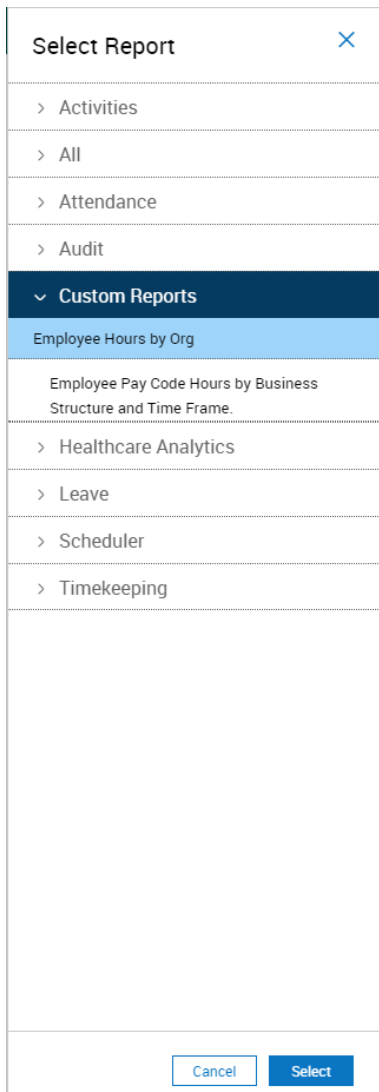 Select Report
Activities
All
Attendance
Audit
Custom Reports
Employee Hours by Org
Employee Pay Code Hours by Business
Structure and Time Frame.
Healthcare Analytics
Leave
Scheduler
Timekeeping
Cancel Select